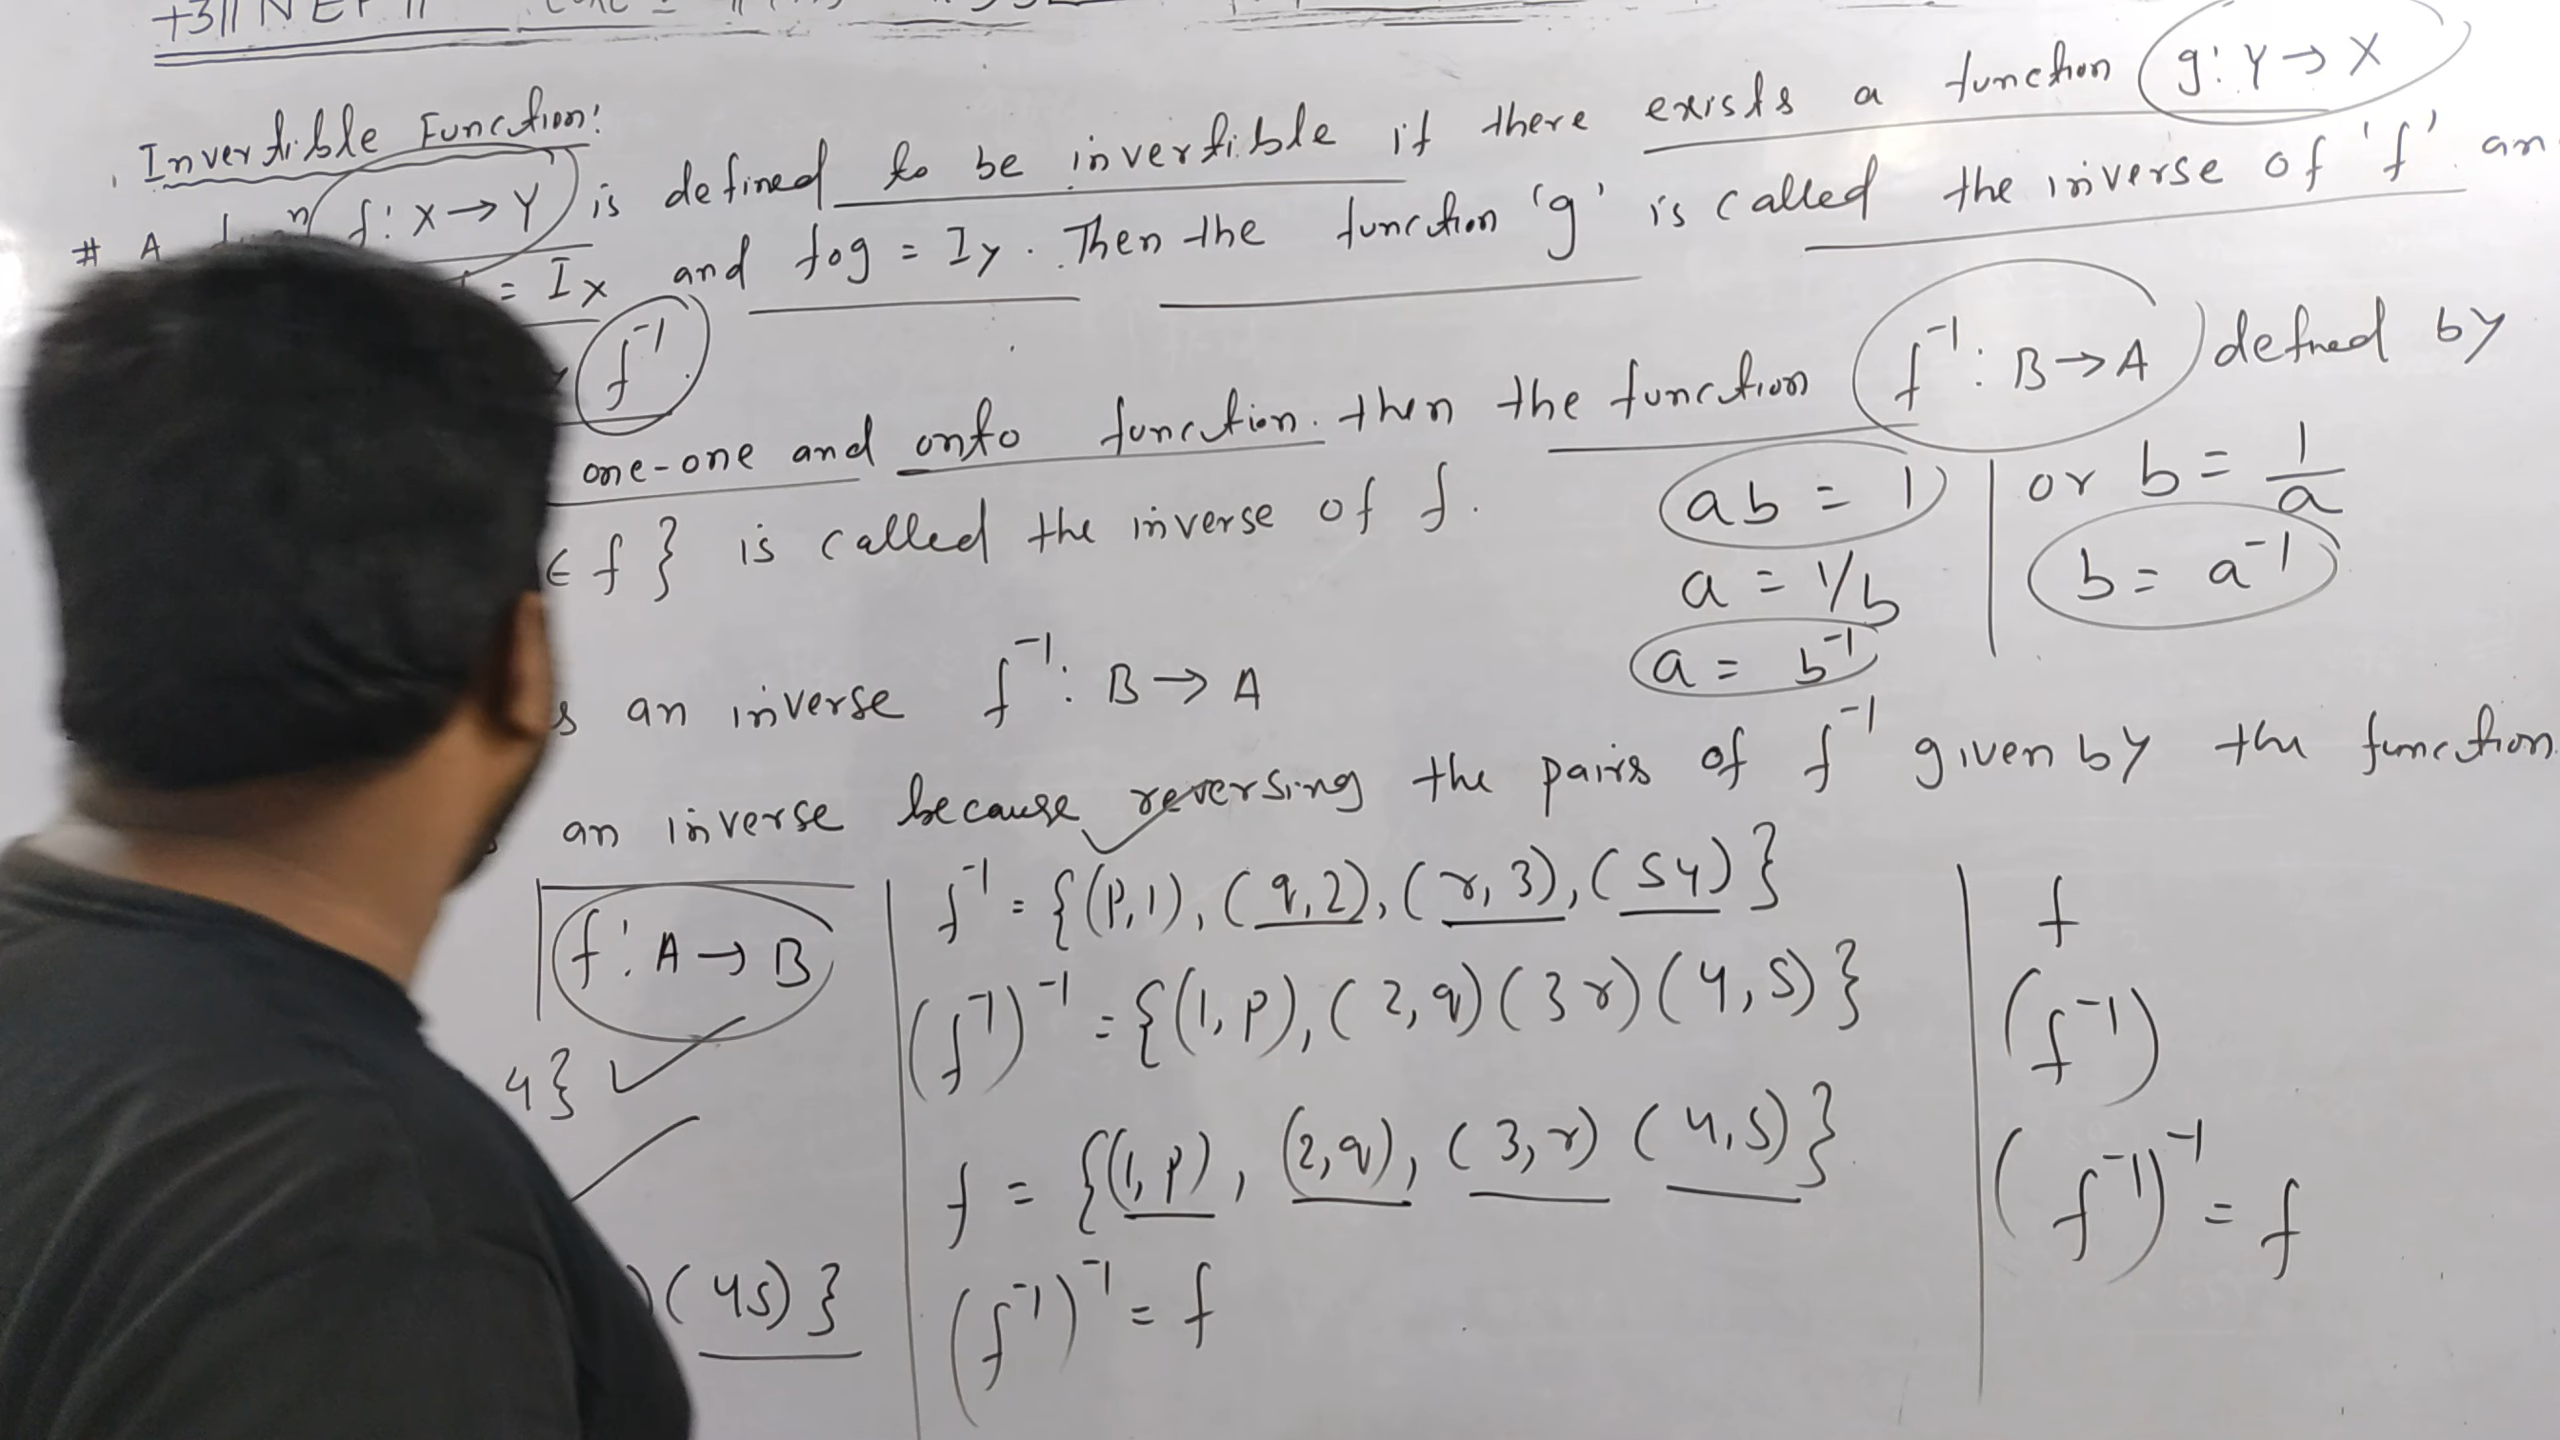 +3 || NEP ||
Invertible Function:
# A f: X → Y is defined to be invertible if there exists a function g: Y → X
= Ix and fog = Iy. Then the function 'g' is called the inverse of 'f' an
f⁻¹.
one-one and onto function. then the function f⁻¹: B → A defined by
∈ f } is called the inverse of f.
ab = 1 or b = 1/a
a = 1/b b = a⁻¹
a = b⁻¹
s an inverse f⁻¹: B → A
an inverse because reversing the pairs of f⁻¹ given by the function
f: A → B
4}
)(4s)}
f⁻¹ = {(p,1), (q,2), (r,3), (s4)}
(f⁻¹)⁻¹ = {(1,p), (2,q)(3r)(4,s)}
f = {(1,p), (2,q), (3,r) (4,s)}
(f⁻¹)⁻¹ = f
f
(f⁻¹)
(f⁻¹)⁻¹ = f